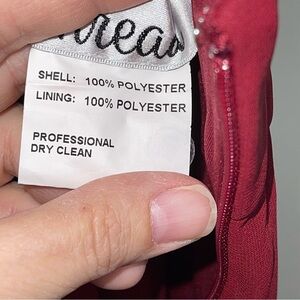 SHELL: 100% POLYESTER
LINING: 100% POLYESTER
PROFESSIONAL
DRY CLEAN